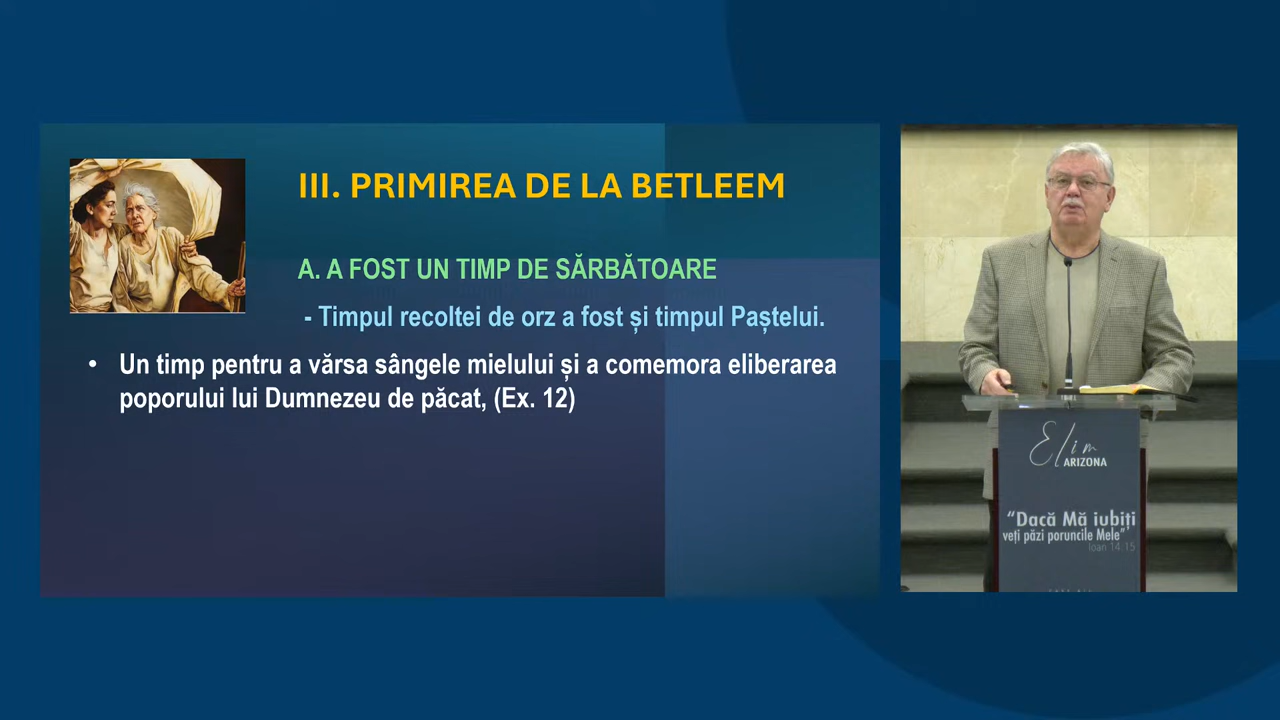 III. PRIMIREA DE LA BETLEEM
A. A FOST UN TIMP DE SĂRBĂTOARE
- Timpul recoltei de orz a fost și timpul Paștelui.
• Un timp pentru a vărsa sângele mielului și a comemora eliberarea
poporului lui Dumnezeu de păcat, (Ex. 12)
Elim
ARIZONA
“Dacă Mă iubiți
veți păzi poruncile Mele”
Ioan 14:15